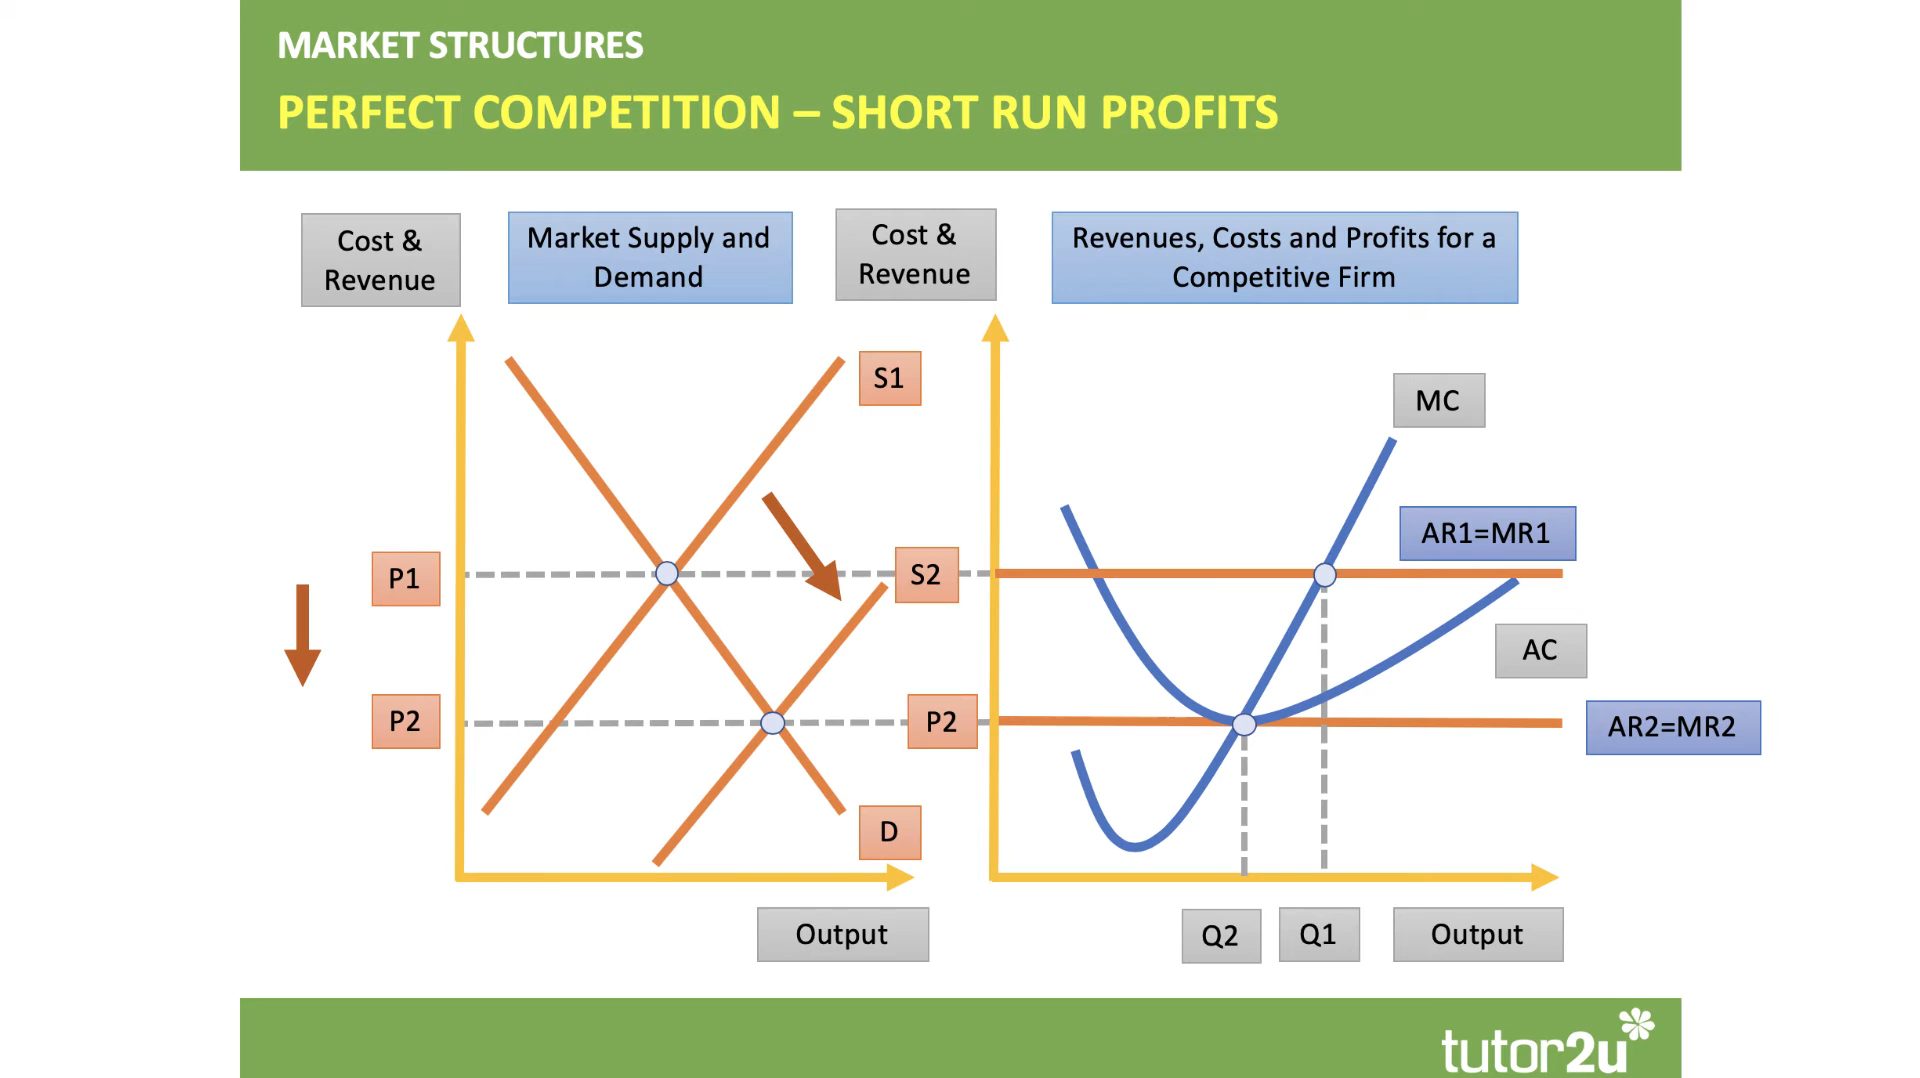 MARKET STRUCTURES
PERFECT COMPETITION – SHORT RUN PROFITS
Cost &
Revenue
Market Supply and
Demand
Cost &
Revenue
Revenues, Costs and Profits for a
Competitive Firm
S1
MC
AR1=MR1
P1
S2
AC
P2
P2
AR2=MR2
D
Output
Q2
Q1
Output
tutor2u